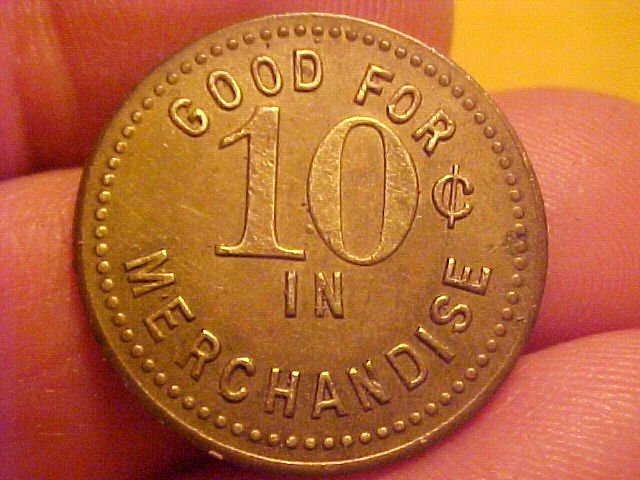 GOOD FOR
10¢
IN
MERCHANDISE